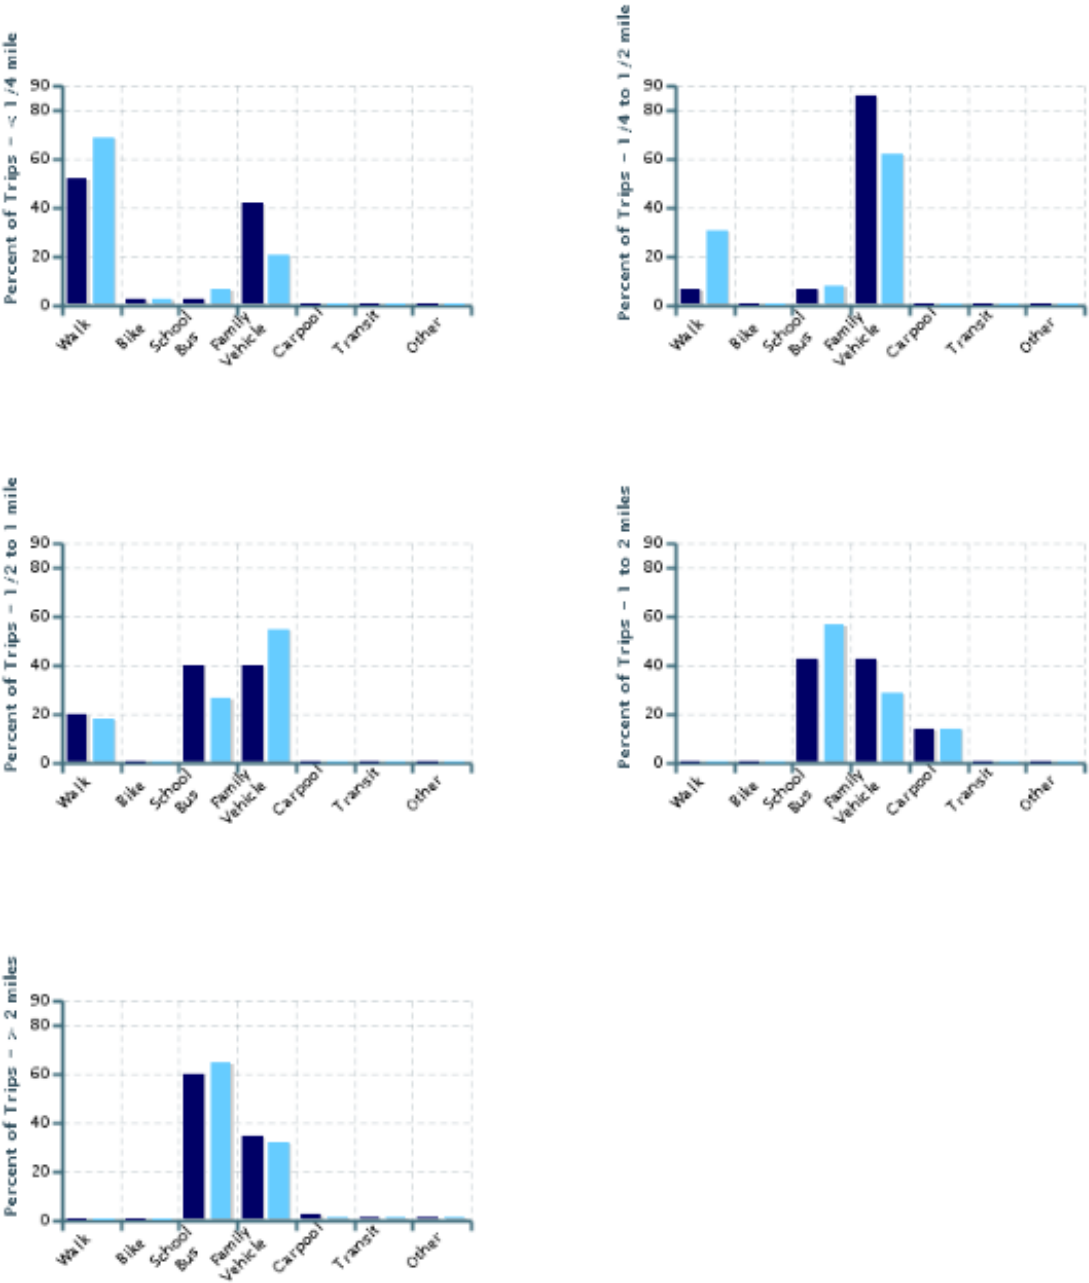 Percent of Trips - < 1/4 mile
90
80
60
40
20
0
Walk
Bike
School
Bus
Family
Vehicle
Carpool
Transit
Other
Percent of Trips - 1/4 to 1/2 mile
90
80
60
40
20
0
Walk
Bike
School
Bus
Family
Vehicle
Carpool
Transit
Other
Percent of Trips - 1/2 to 1 mile
90
80
60
40
20
0
Walk
Bike
School
Bus
Family
Vehicle
Carpool
Transit
Other
Percent of Trips - 1 to 2 miles
90
80
60
40
20
0
Walk
Bike
School
Bus
Family
Vehicle
Carpool
Transit
Other
Percent of Trips - > 2 miles
90
80
60
40
20
0
Walk
Bike
School
Bus
Family
Vehicle
Carpool
Transit
Other